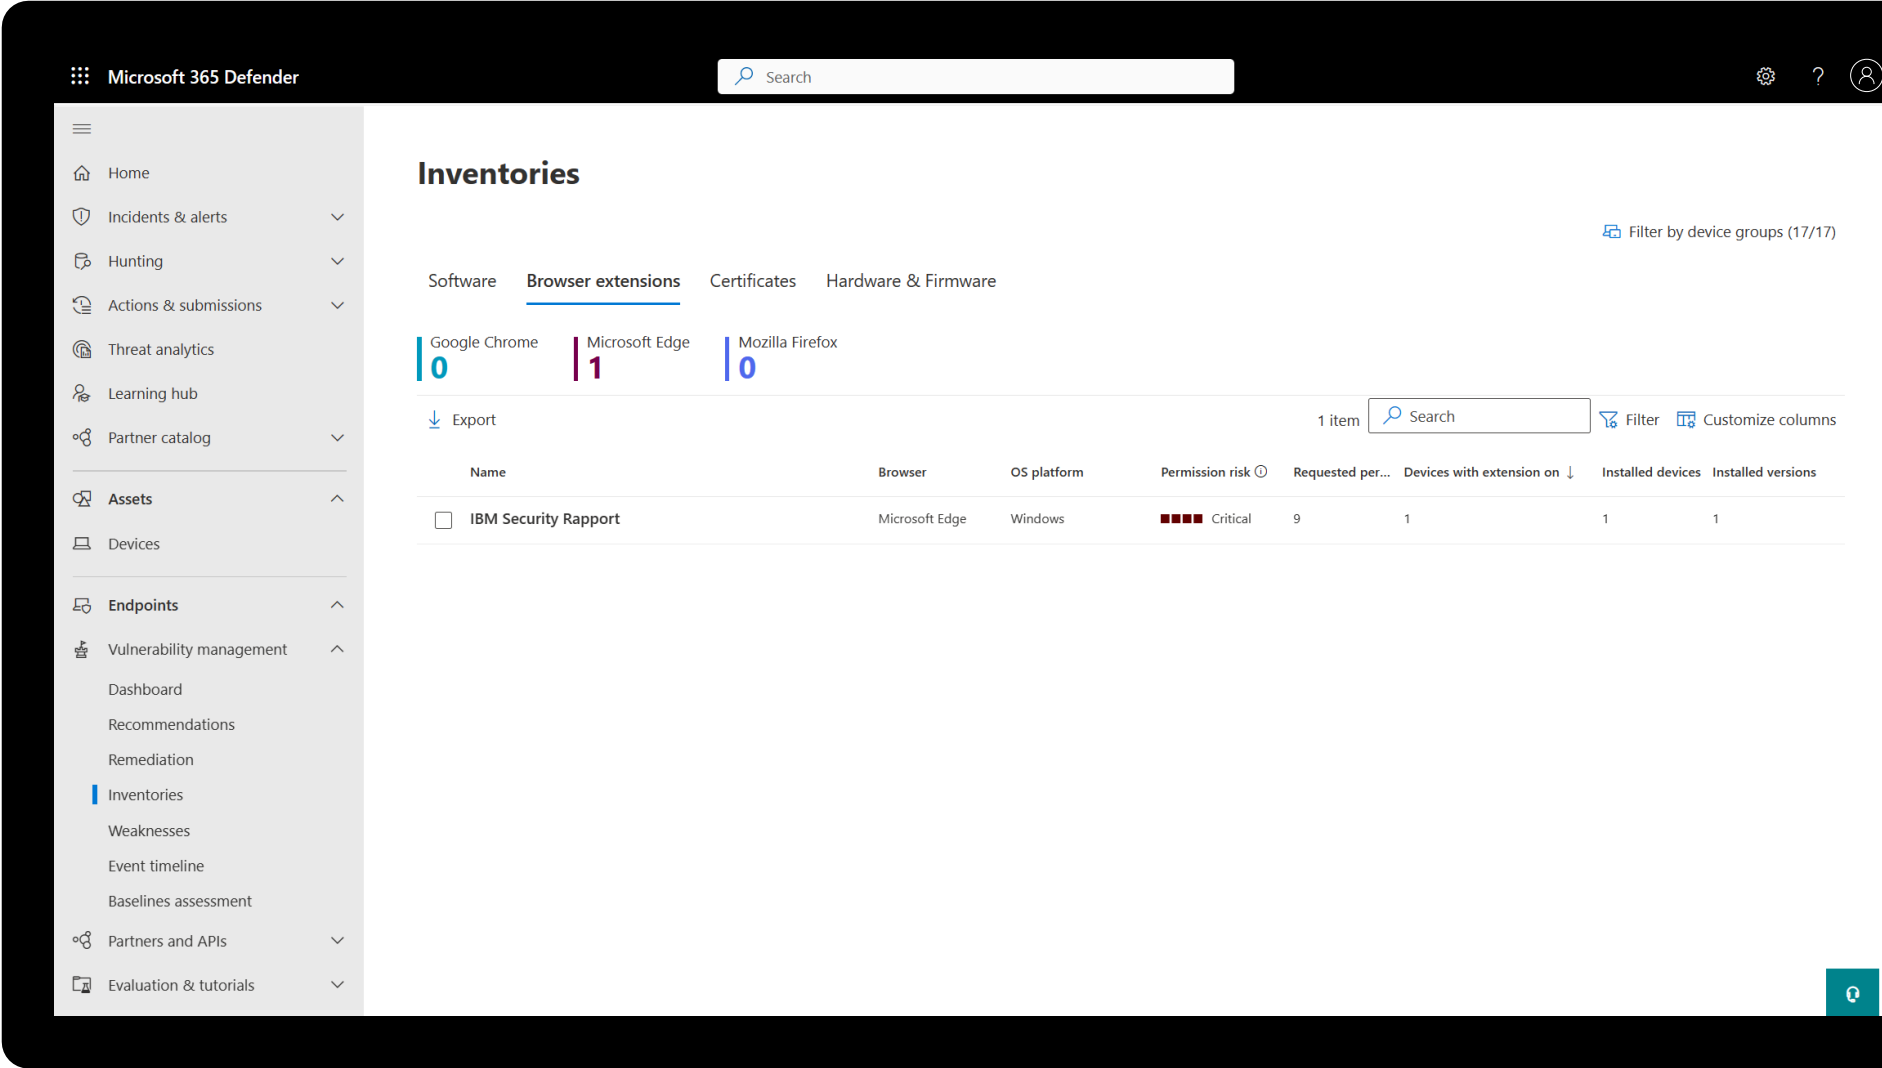 Microsoft 365 Defender
Search
?
Home
Incidents & alerts
Hunting
Actions & submissions
Threat analytics
Learning hub
Partner catalog
Assets
Devices
Endpoints
Vulnerability management
Dashboard
Recommendations
Remediation
Inventories
Weaknesses
Event timeline
Baselines assessment
Partners and APIs
Evaluation & tutorials
Inventories
Filter by device groups (17/17)
Software Browser extensions Certificates Hardware & Firmware
Google Chrome Microsoft Edge Mozilla Firefox
0 1 0
Export 1 item Search Filter Customize columns
Name Browser OS platform Permission risk Requested per... Devices with extension on ↓ Installed devices Installed versions
IBM Security Rapport Microsoft Edge Windows Critical 9 1 1 1